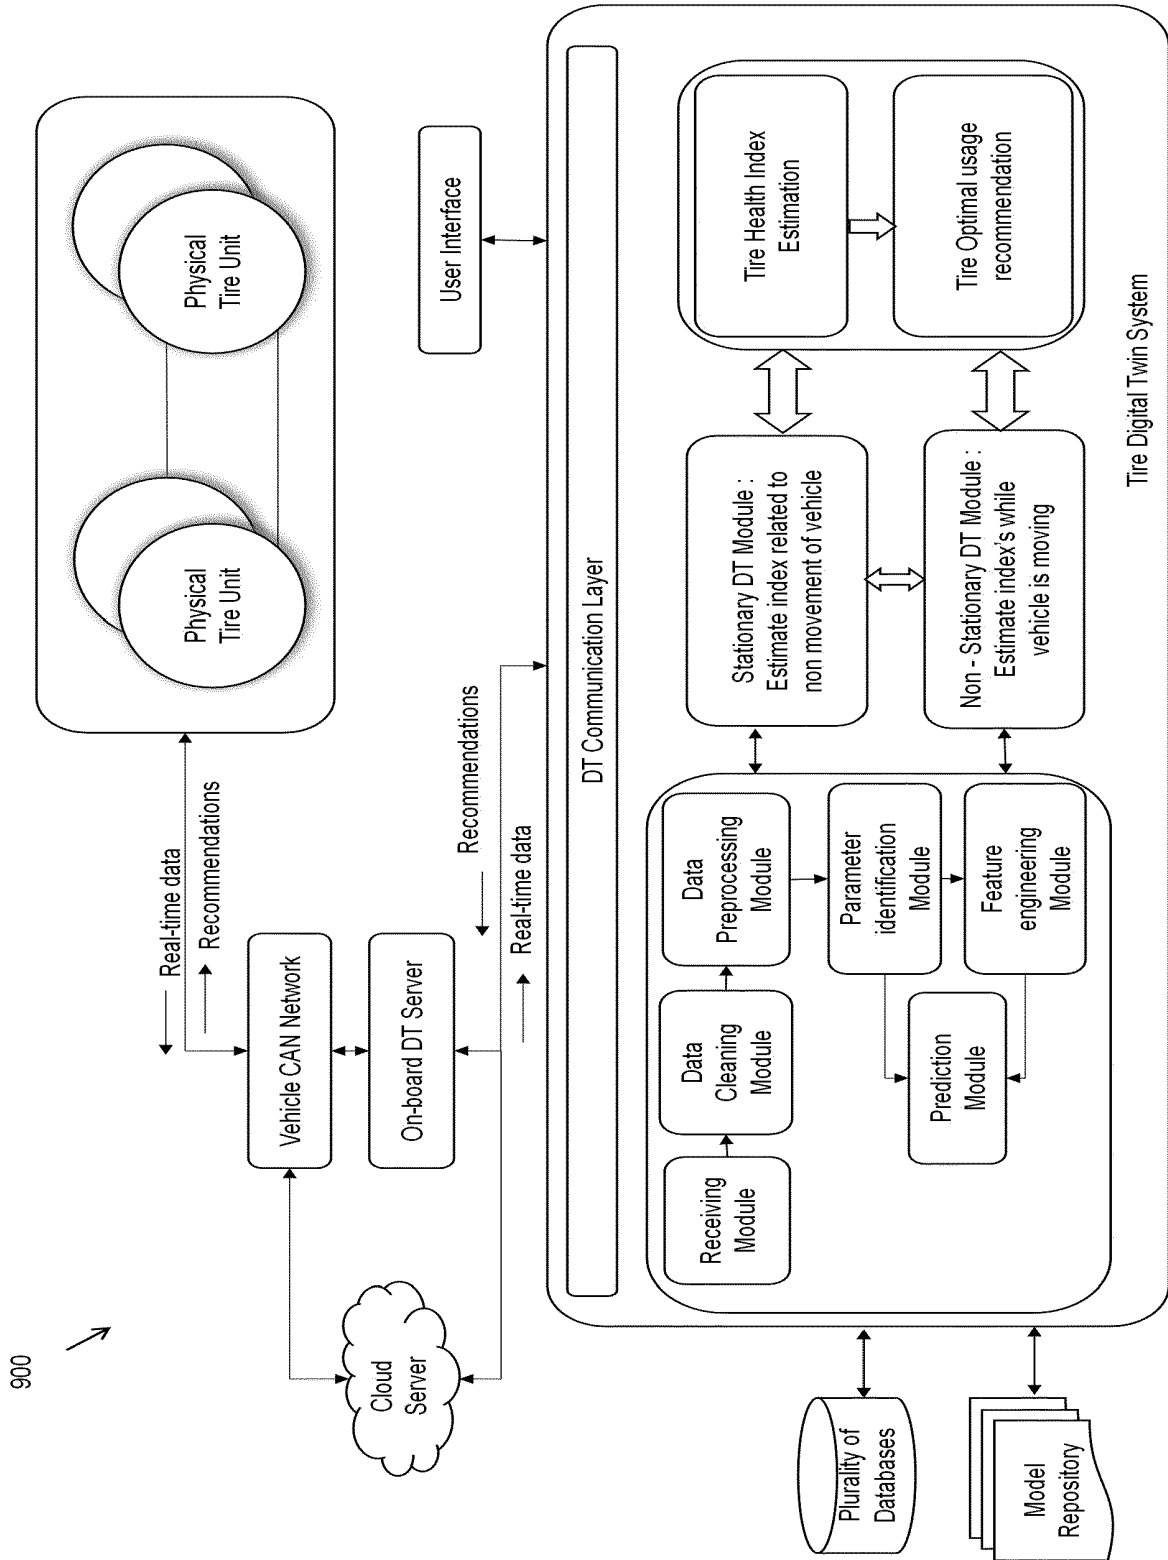 900
Physical
Tire Unit
Physical
Tire Unit
Real-time data
Recommendations
Vehicle CAN Network
On-board DT Server
Cloud
Server
Recommendations
Real-time data
User Interface
DT Communication Layer
Receiving
Module
Data
Cleaning
Module
Data
Preprocessing
Module
Parameter
identification
Module
Feature
engineering
Module
Prediction
Module
Stationary DT Module :
Estimate index related to
non movement of vehicle
Non - Stationary DT Module :
Estimate index's while
vehicle is moving
Tire Health Index
Estimation
Tire Optimal usage
recommendation
Tire Digital Twin System
Plurality of
Databases
Model
Repository